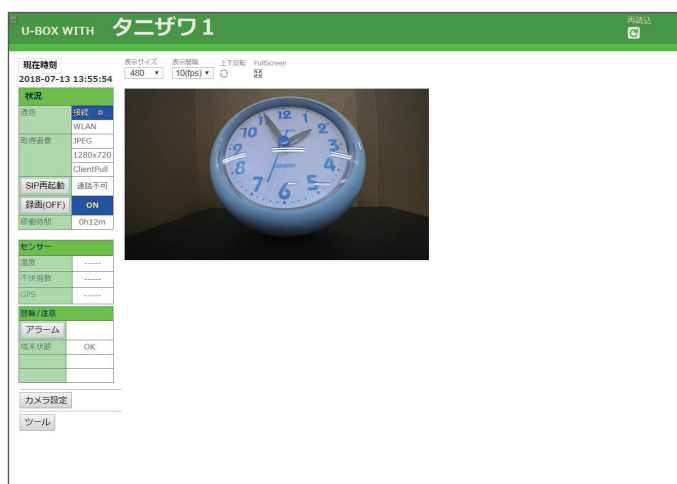 U-BOX WITH タニザワ１
再読込
現在時刻
2018-07-13 13:55:54
表示サイズ 表示間隔 上下反転 FullScreen
480 10(fps)
状況
通信 接続
WLAN
取得画像 JPEG
1280x720
ClientPull
SIP再起動 通話不可
録画(OFF) ON
稼働時間 0h12m
センサー
温度 -----
不快指数 -----
GPS -----
警報/注意
アラーム
端末状態 OK
カメラ設定
ツール
11 12 1
10 2
9 3
8 4
7 6 5